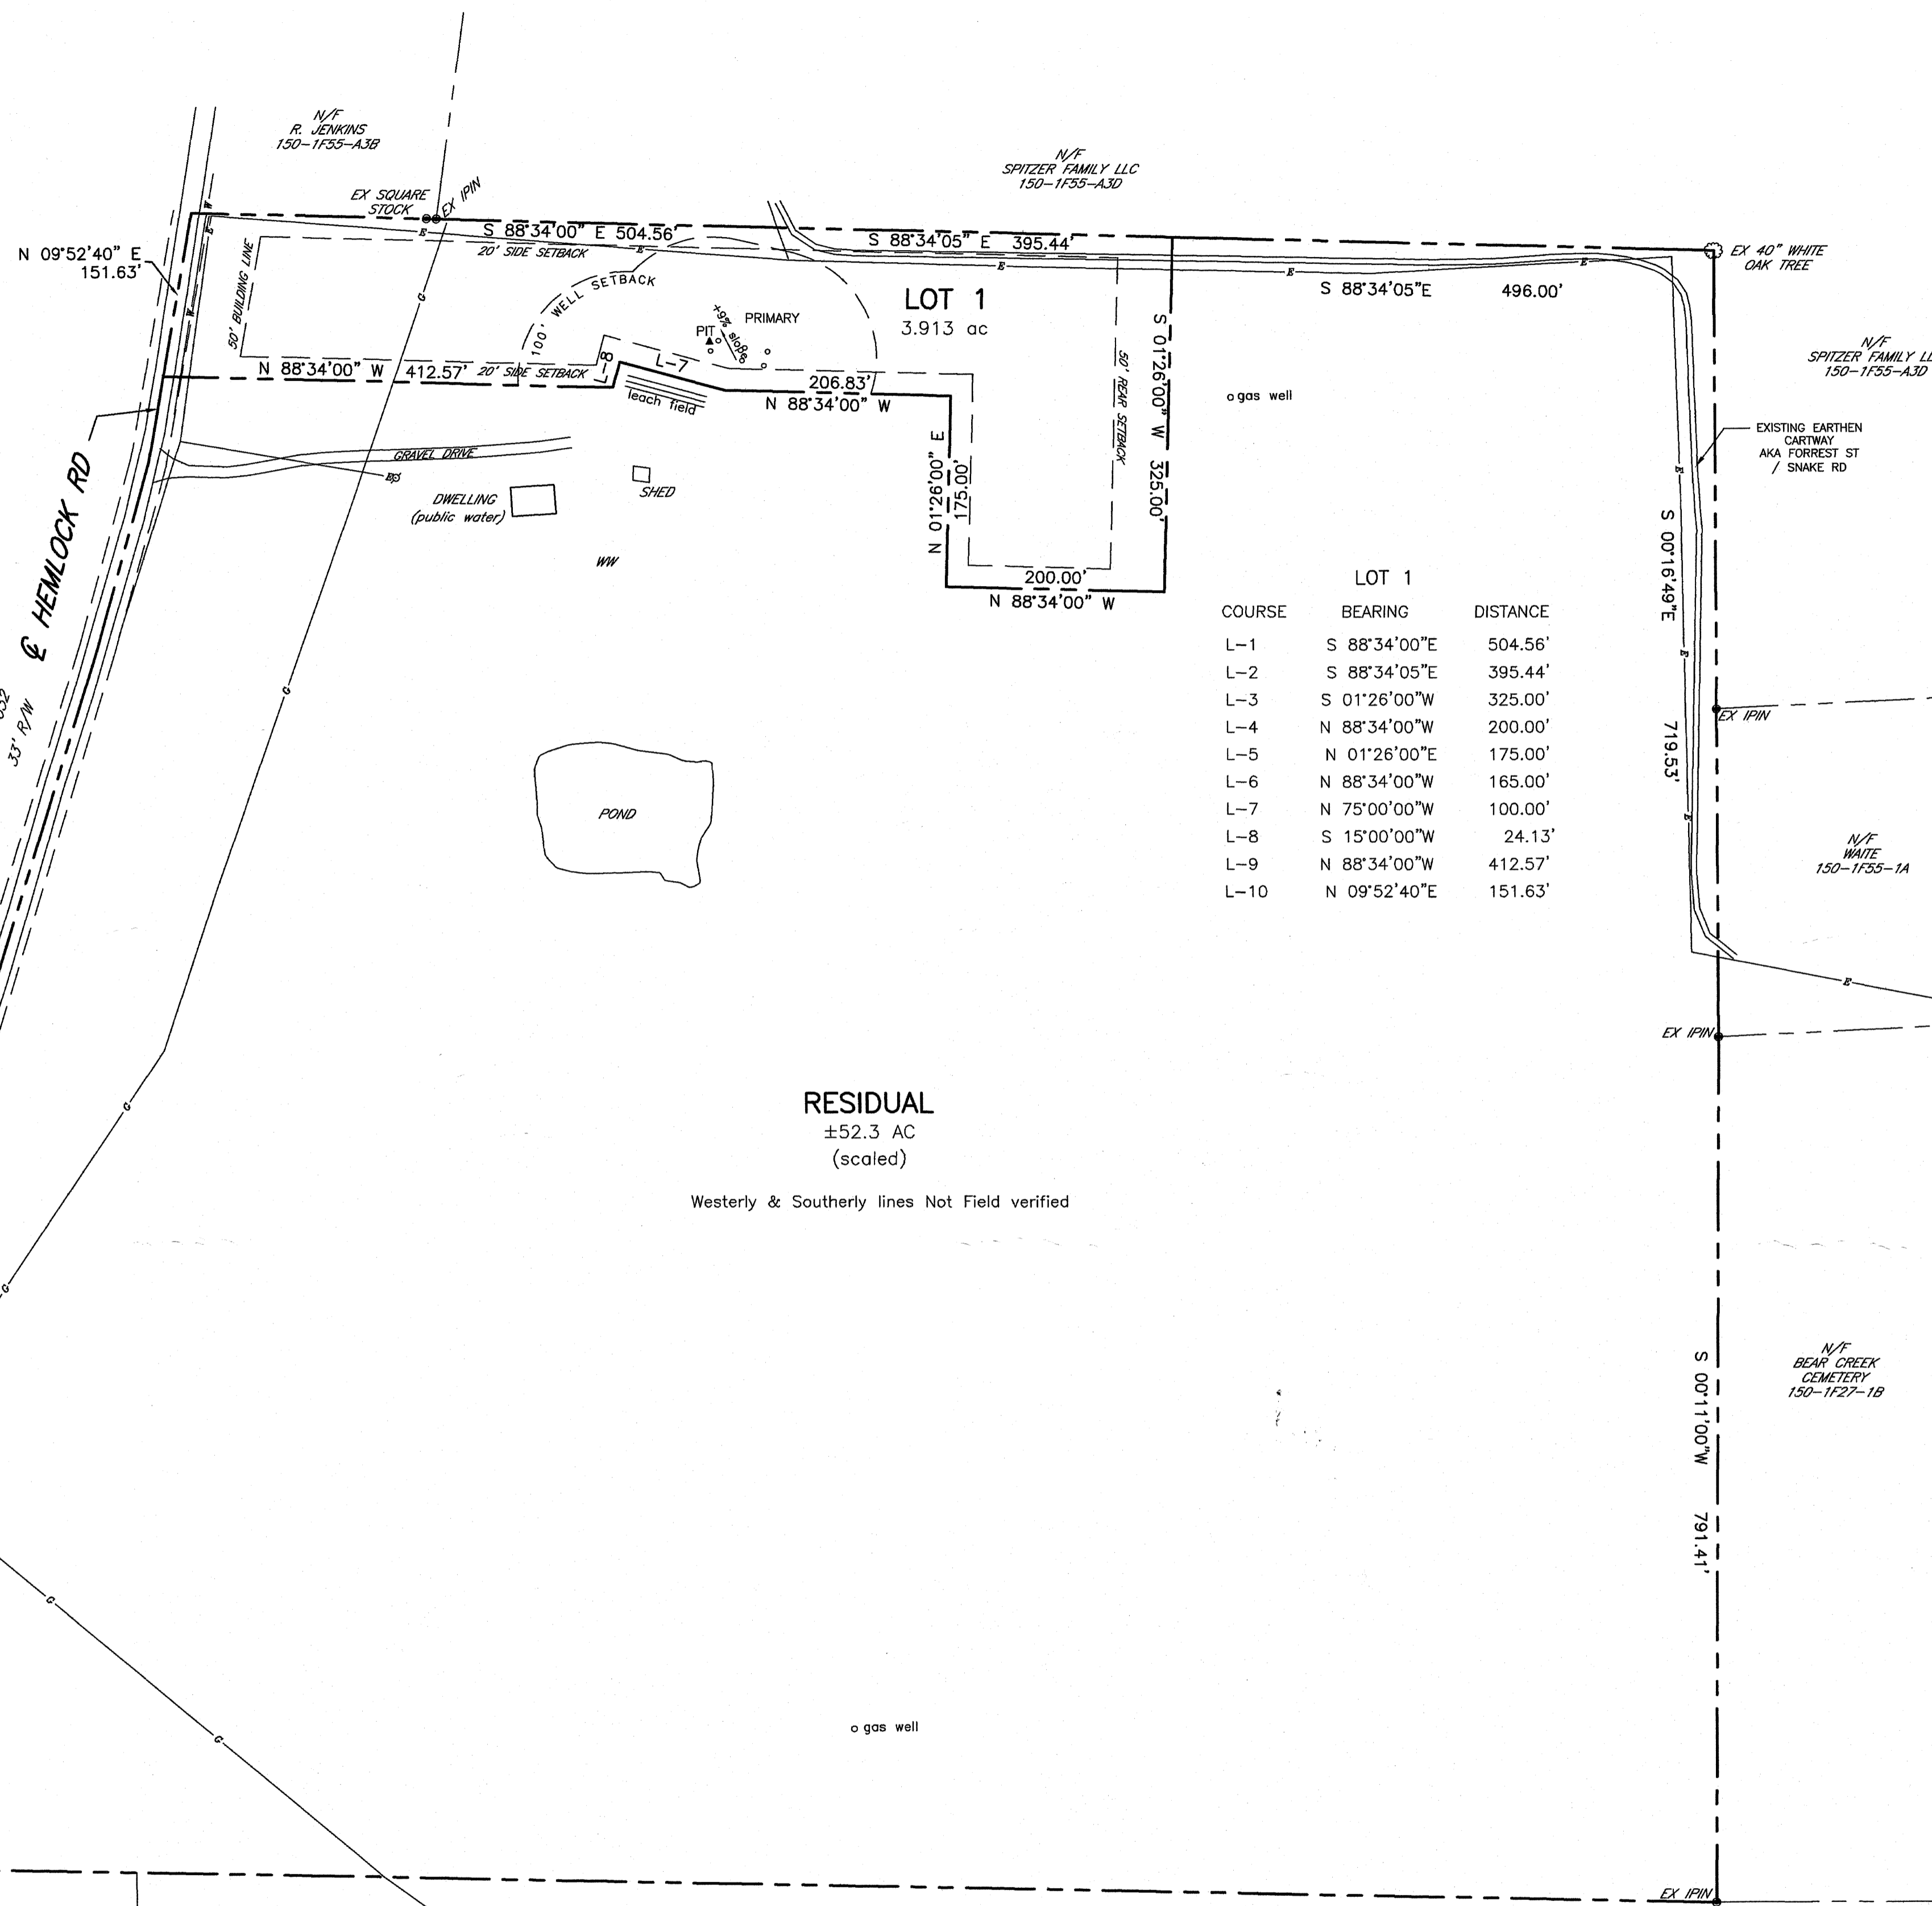 N/F
R. JENKINS
150-1F55-A3B
N/F
SPITZER FAMILY LLC
150-1F55-A3D
EX SQUARE
STOCK
EX IPIN
N 09°52'40" E
151.63'
W
E
W
E
S 88°34'00" E 504.56'
20' SIDE SETBACK
E
S 88°34'05" E 395.44'
E
E
E
EX 40" WHITE
OAK TREE
S 88°34'05"E 496.00'
50' BUILDING LINE
G
100' WELL SETBACK
LOT 1
3.913 ac
+9% slope
PIT
PRIMARY
S 01°26'00" W 325.00'
50' REAR SETBACK
N/F
SPITZER FAMILY LL
150-1F55-A3D
N 88°34'00" W 412.57'
20' SIDE SETBACK
L-8
L-7
leach field
206.83'
N 88°34'00" W
gas well
EXISTING EARTHEN
CARTWAY
AKA FORREST ST
/ SNAKE RD
GRAVEL DRIVE
E
DWELLING
(public water)
SHED
WW
N 01°26'00" E
175.00'
200.00'
N 88°34'00" W
E
S 00°16'49"E 719.53'
℄ HEMLOCK RD
33' R/W
G
LOT 1
COURSE BEARING DISTANCE
L-1 S 88°34'00"E 504.56'
L-2 S 88°34'05"E 395.44'
L-3 S 01°26'00"W 325.00'
L-4 N 88°34'00"W 200.00'
L-5 N 01°26'00"E 175.00'
L-6 N 88°34'00"W 165.00'
L-7 N 75°00'00"W 100.00'
L-8 S 15°00'00"W 24.13'
L-9 N 88°34'00"W 412.57'
L-10 N 09°52'40"E 151.63'
E
EX IPIN
POND
E
N/F
WAITE
150-1F55-1A
E
EX IPIN
G
RESIDUAL
±52.3 AC
(scaled)
Westerly & Southerly lines Not Field verified
G
S 00°11'00"W 791.41'
N/F
BEAR CREEK
CEMETERY
150-1F27-1B
G
G
gas well
EX IPIN